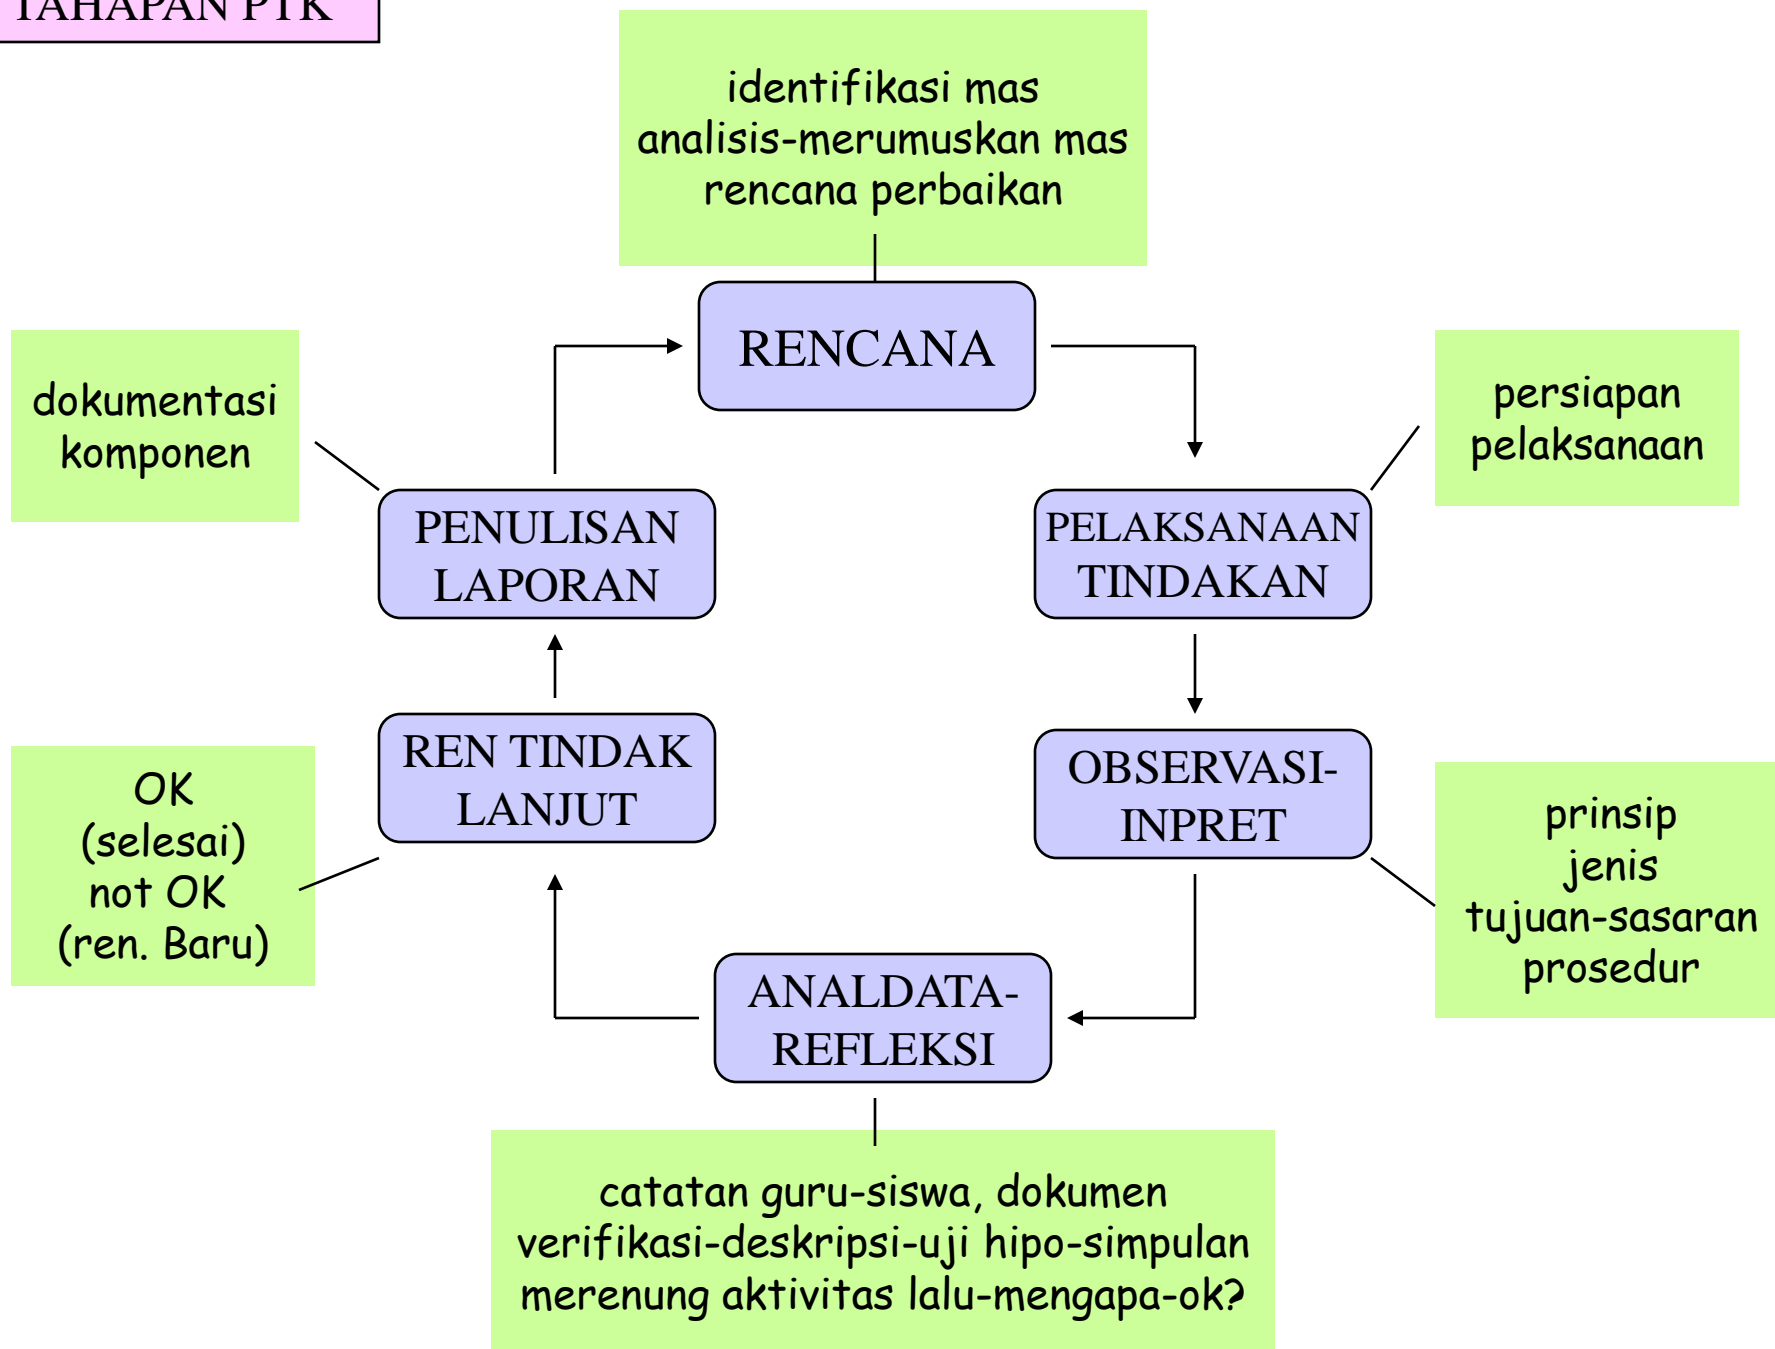 TAHAPAN PTK
identifikasi mas
analisis-merumuskan mas
rencana perbaikan
RENCANA
dokumentasi
komponen
persiapan
pelaksanaan
PENULISAN
LAPORAN
PELAKSANAAN
TINDAKAN
REN TINDAK
LANJUT
OBSERVASI-
INPRET
OK
(selesai)
not OK
(ren. Baru)
prinsip
jenis
tujuan-sasaran
prosedur
ANALDATA-
REFLEKSI
catatan guru-siswa, dokumen
verifikasi-deskripsi-uji hipo-simpulan
merenung aktivitas lalu-mengapa-ok?